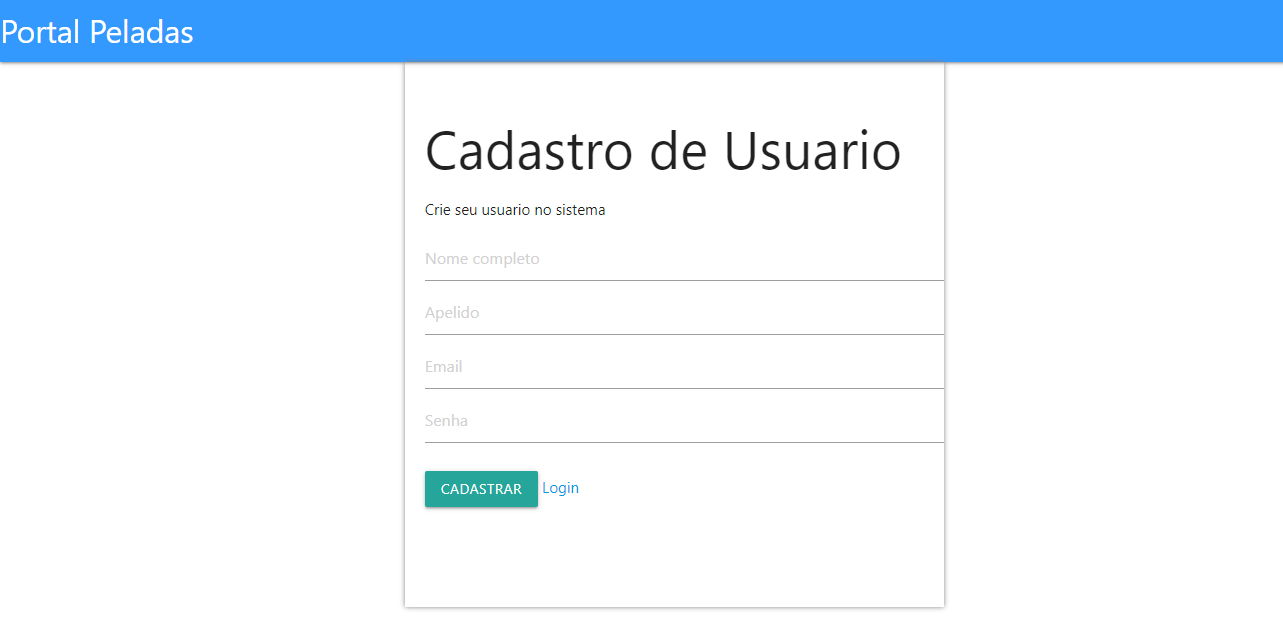 Portal Peladas
Cadastro de Usuario
Crie seu usuario no sistema
Nome completo
Apelido
Email
Senha
CADASTRAR Login